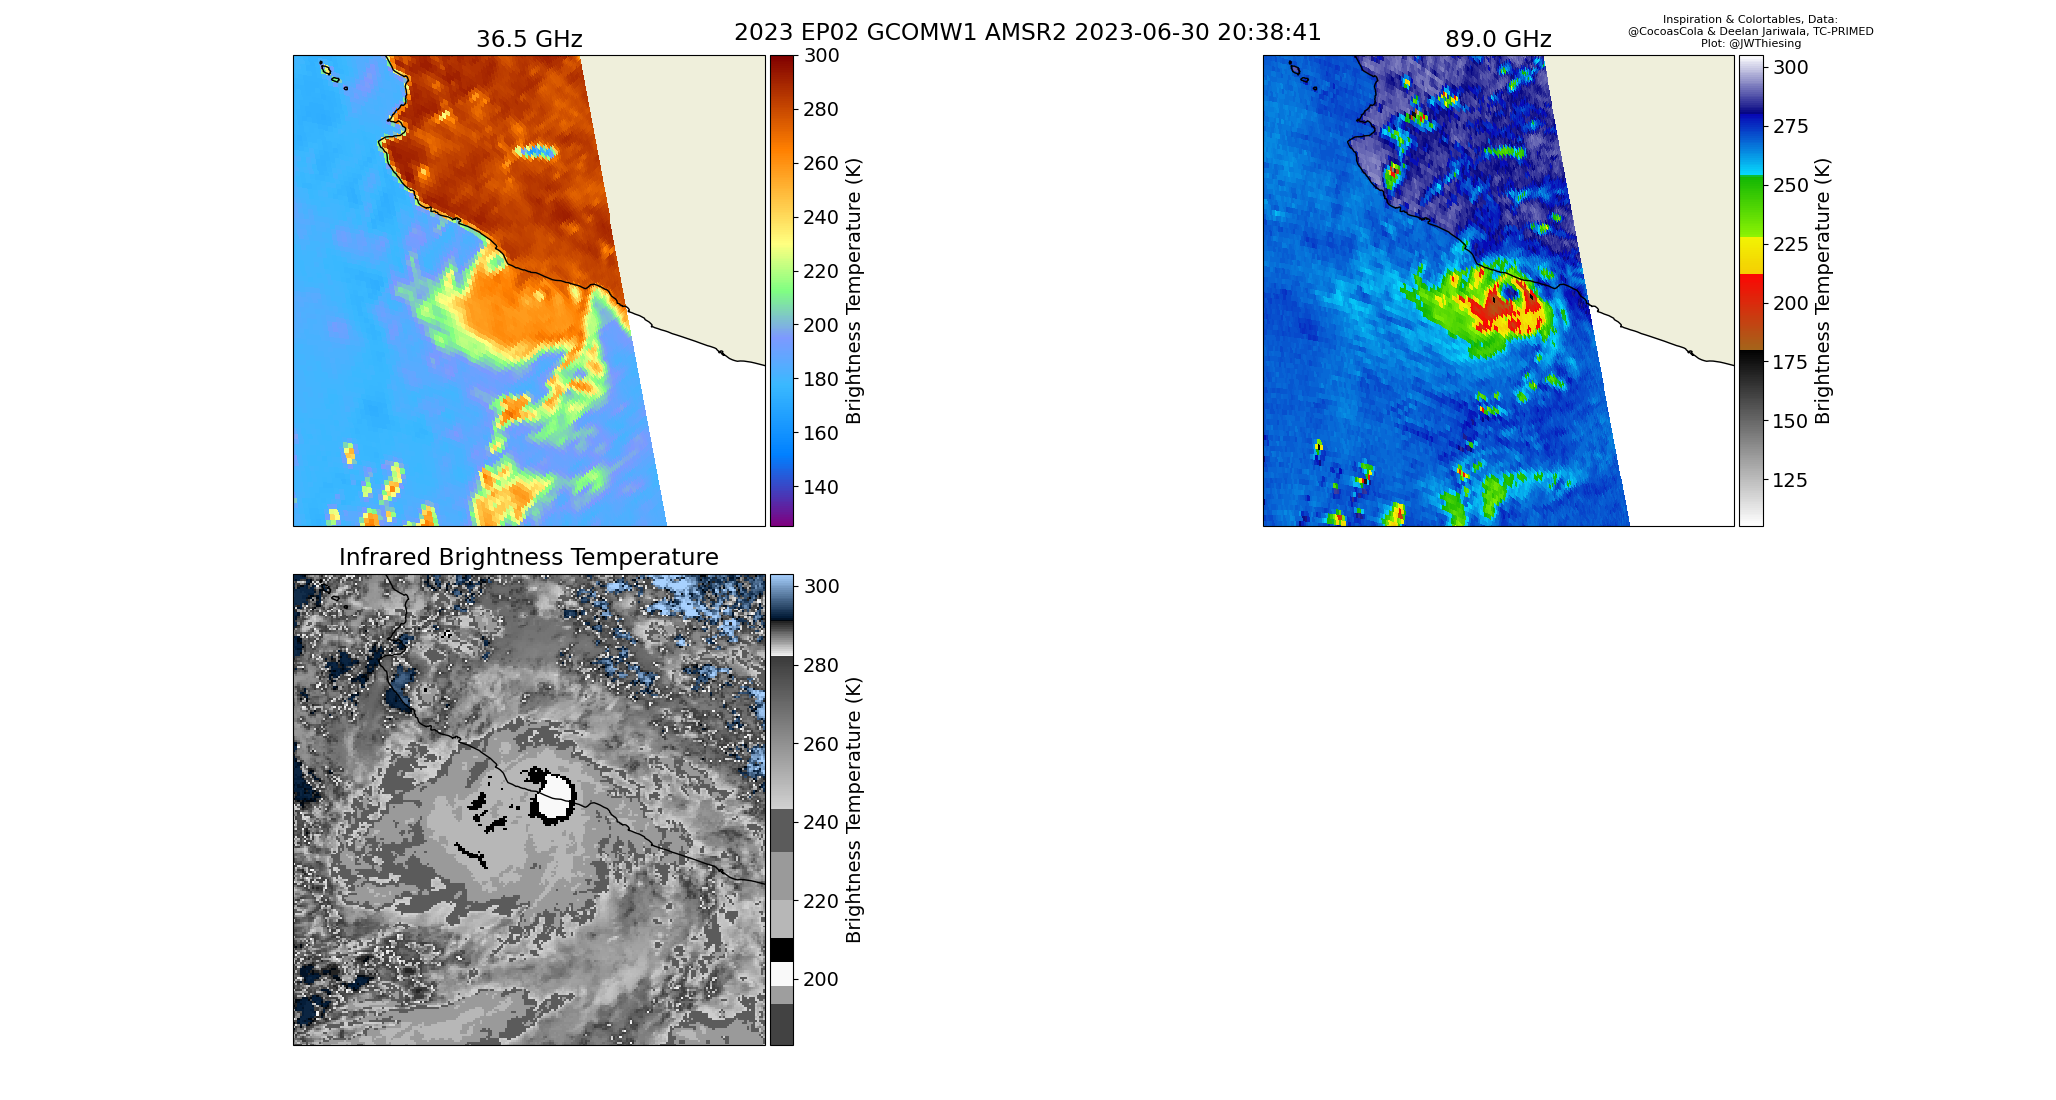 2023 EP02 GCOMW1 AMSR2 2023-06-30 20:38:41
Inspiration & Colortables, Data:
@CocoasCola & Deelan Jariwala, TC-PRIMED
Plot: @JWThiesing
36.5 GHz
300
280
260
240
220
200
180
160
140
Brightness Temperature (K)
89.0 GHz
300
275
250
225
200
175
150
125
Brightness Temperature (K)
Infrared Brightness Temperature
300
280
260
240
220
200
Brightness Temperature (K)